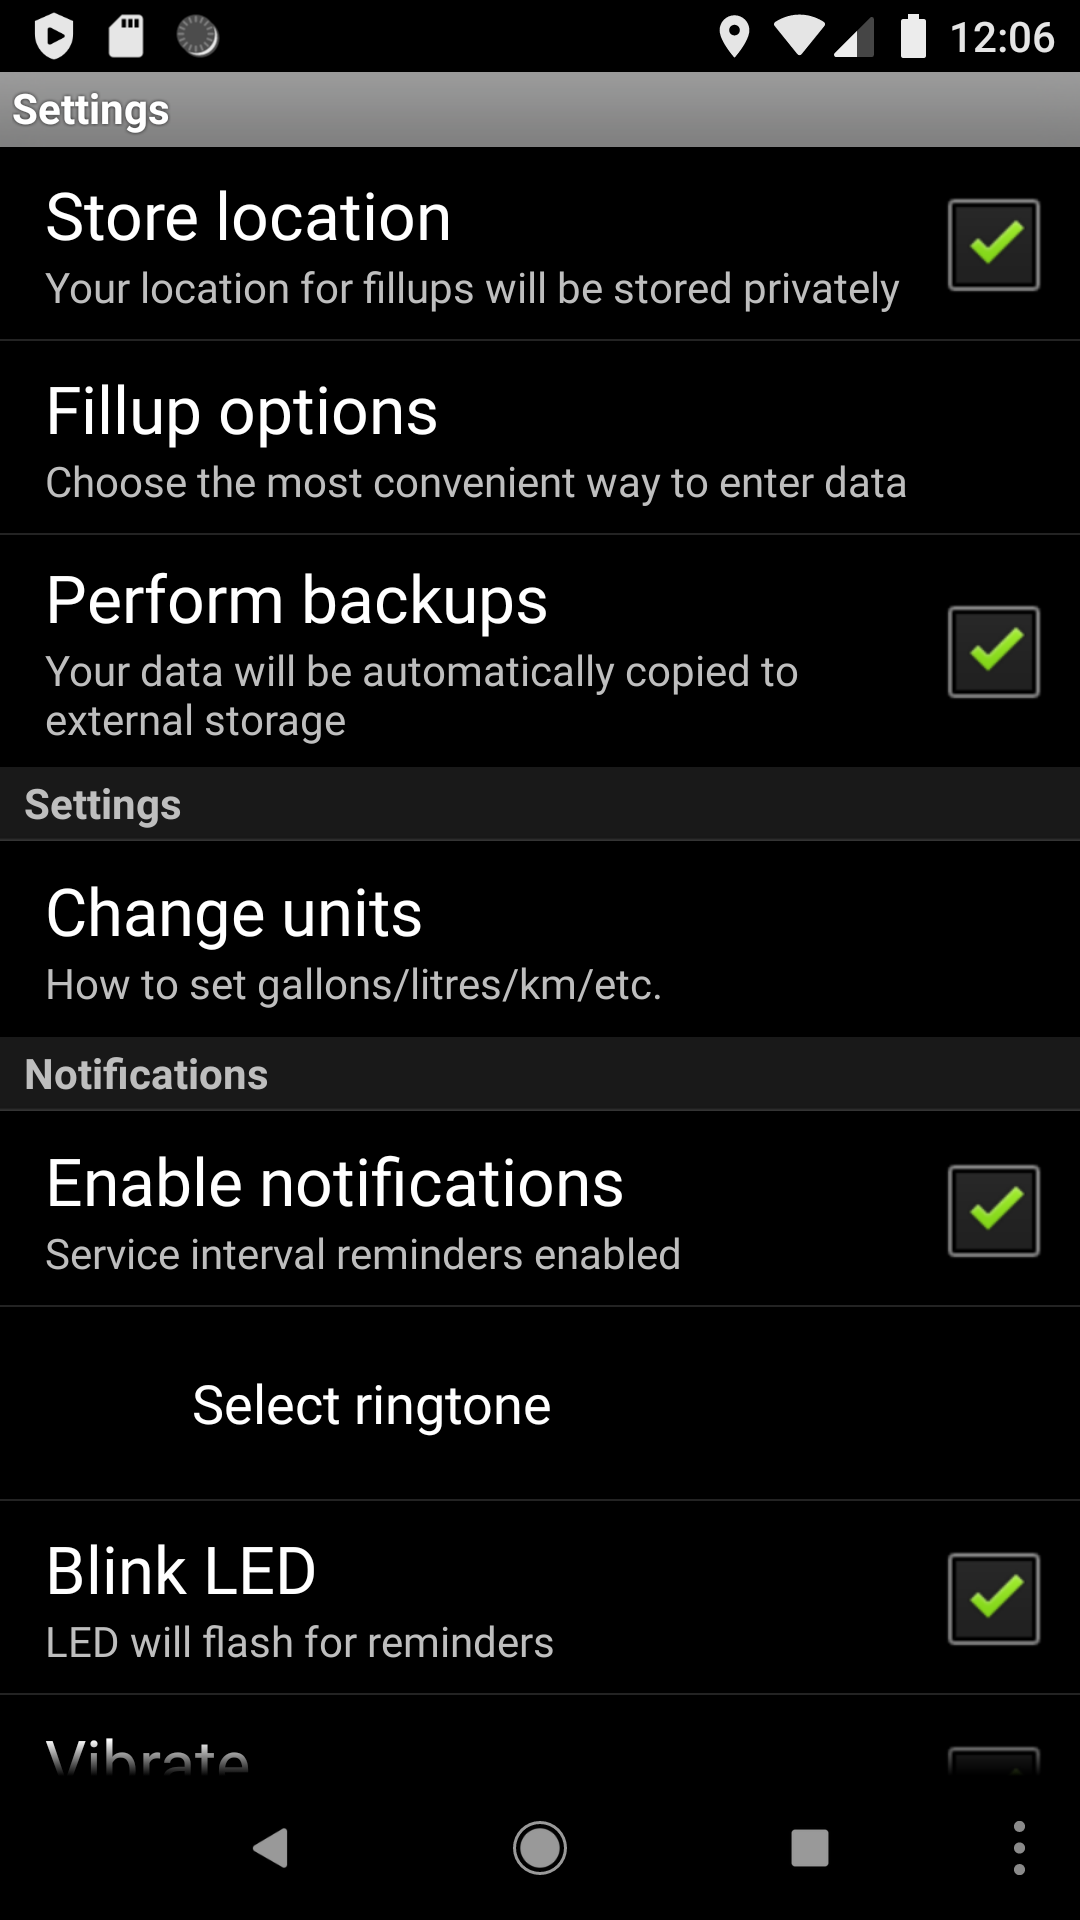 12:06
Settings
Store location
Your location for fillups will be stored privately
Fillup options
Choose the most convenient way to enter data
Perform backups
Your data will be automatically copied to
external storage
Settings
Change units
How to set gallons/litres/km/etc.
Notifications
Enable notifications
Service interval reminders enabled
Select ringtone
Blink LED
LED will flash for reminders
Vibrate